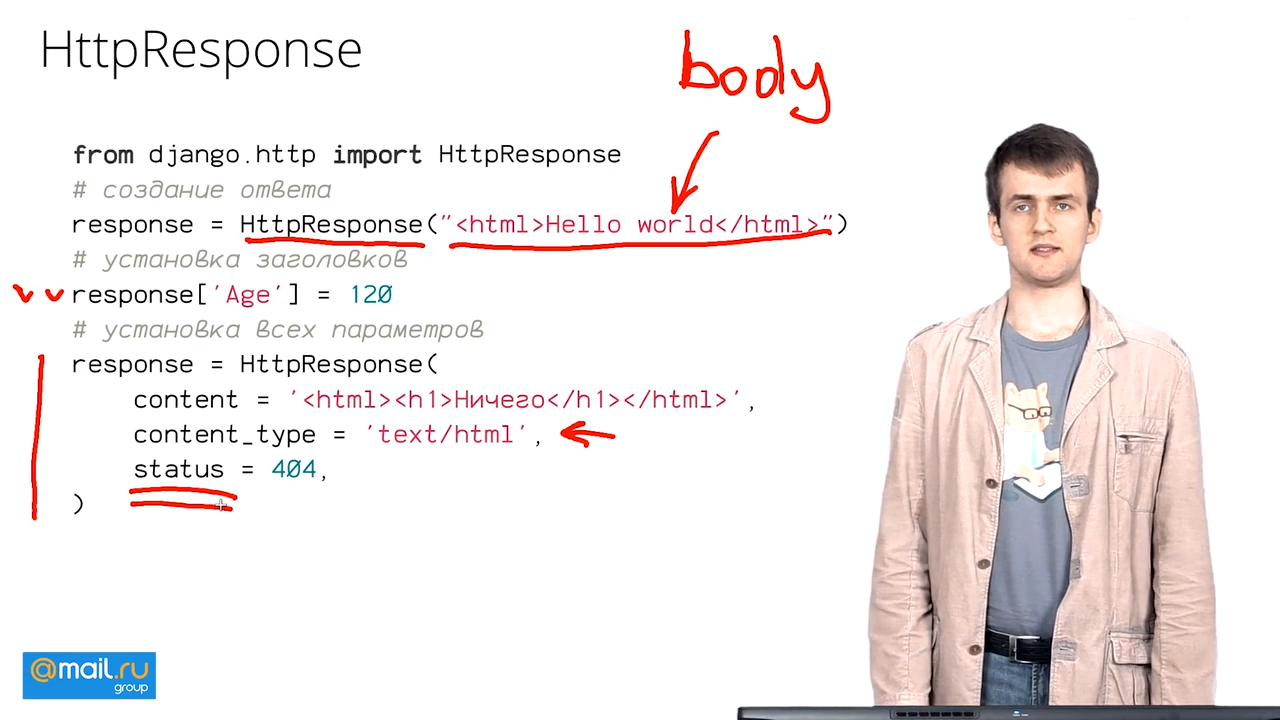 HttpResponse
body
from django.http import HttpResponse
# создание ответа
response = HttpResponse("<html>Hello world</html>")
# установка заголовков
response['Age'] = 120
# установка всех параметров
response = HttpResponse(
content = '<html><h1>Ничего</h1></html>',
content_type = 'text/html',
status = 404,
)
@mail.ru
group